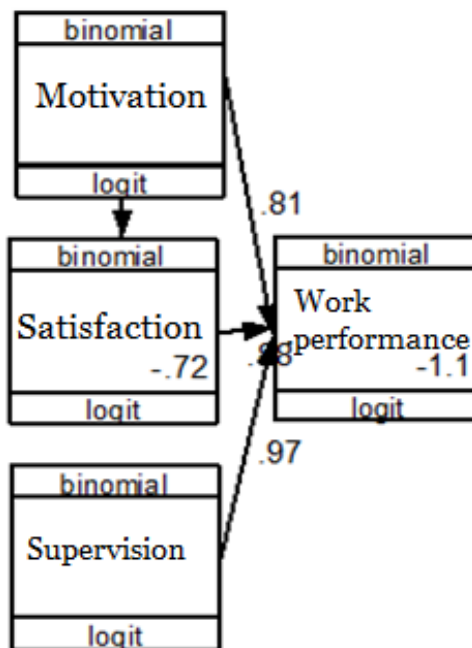 binomial
Motivation
logit
.81
binomial
Satisfaction
-.72
logit
binomial
Work
performance
-1.1
logit
.97
binomial
Supervision
logit